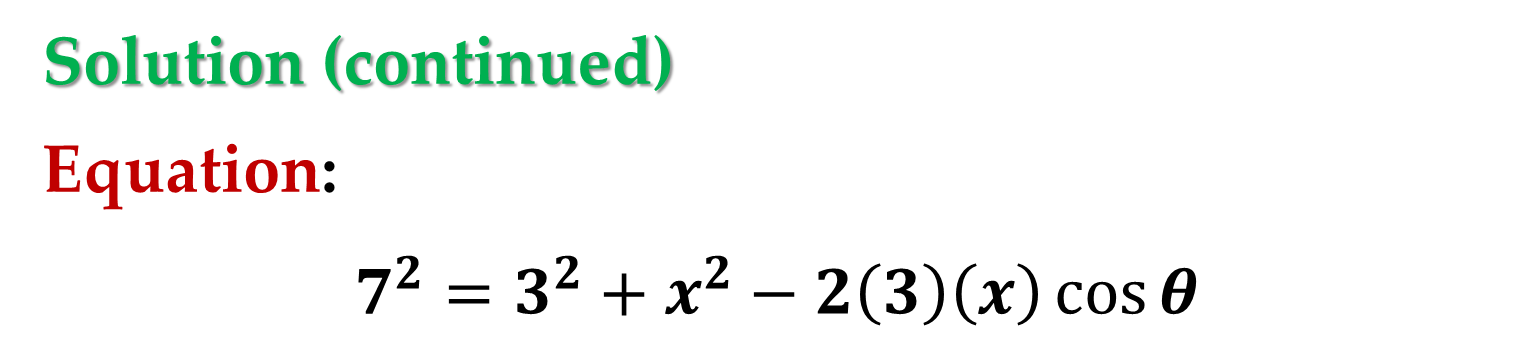 Solution (continued)
Equation:
7² = 3² + x² − 2(3)(x) cos θ